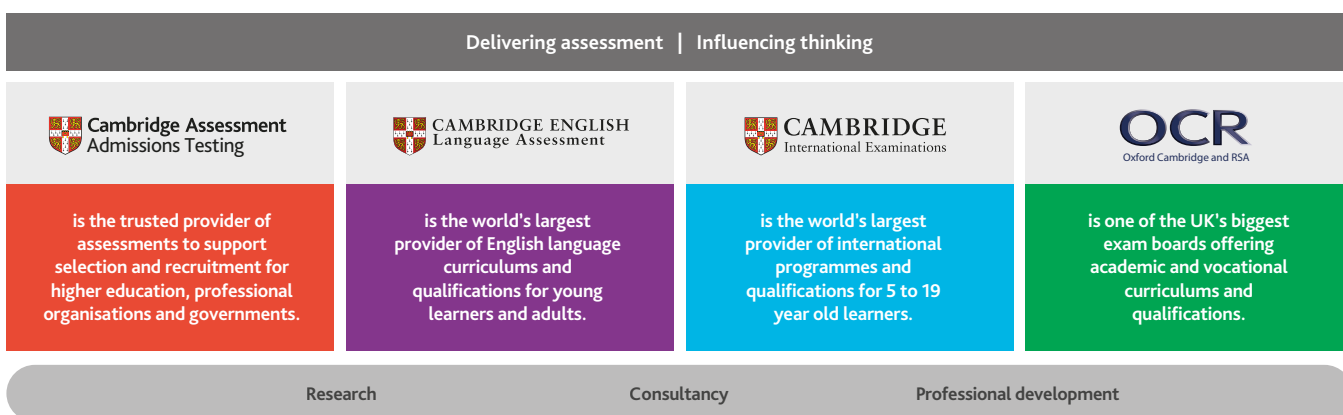 Delivering assessment | Influencing thinking
Cambridge Assessment
Admissions Testing
is the trusted provider of
assessments to support
selection and recruitment for
higher education, professional
organisations and governments.
CAMBRIDGE ENGLISH
Language Assessment
is the world's largest
provider of English language
curriculums and
qualifications for young
learners and adults.
CAMBRIDGE
International Examinations
is the world's largest
provider of international
programmes and
qualifications for 5 to 19
year old learners.
OCR
Oxford Cambridge and RSA
is one of the UK's biggest
exam boards offering
academic and vocational
curriculums and
qualifications.
Research Consultancy Professional development